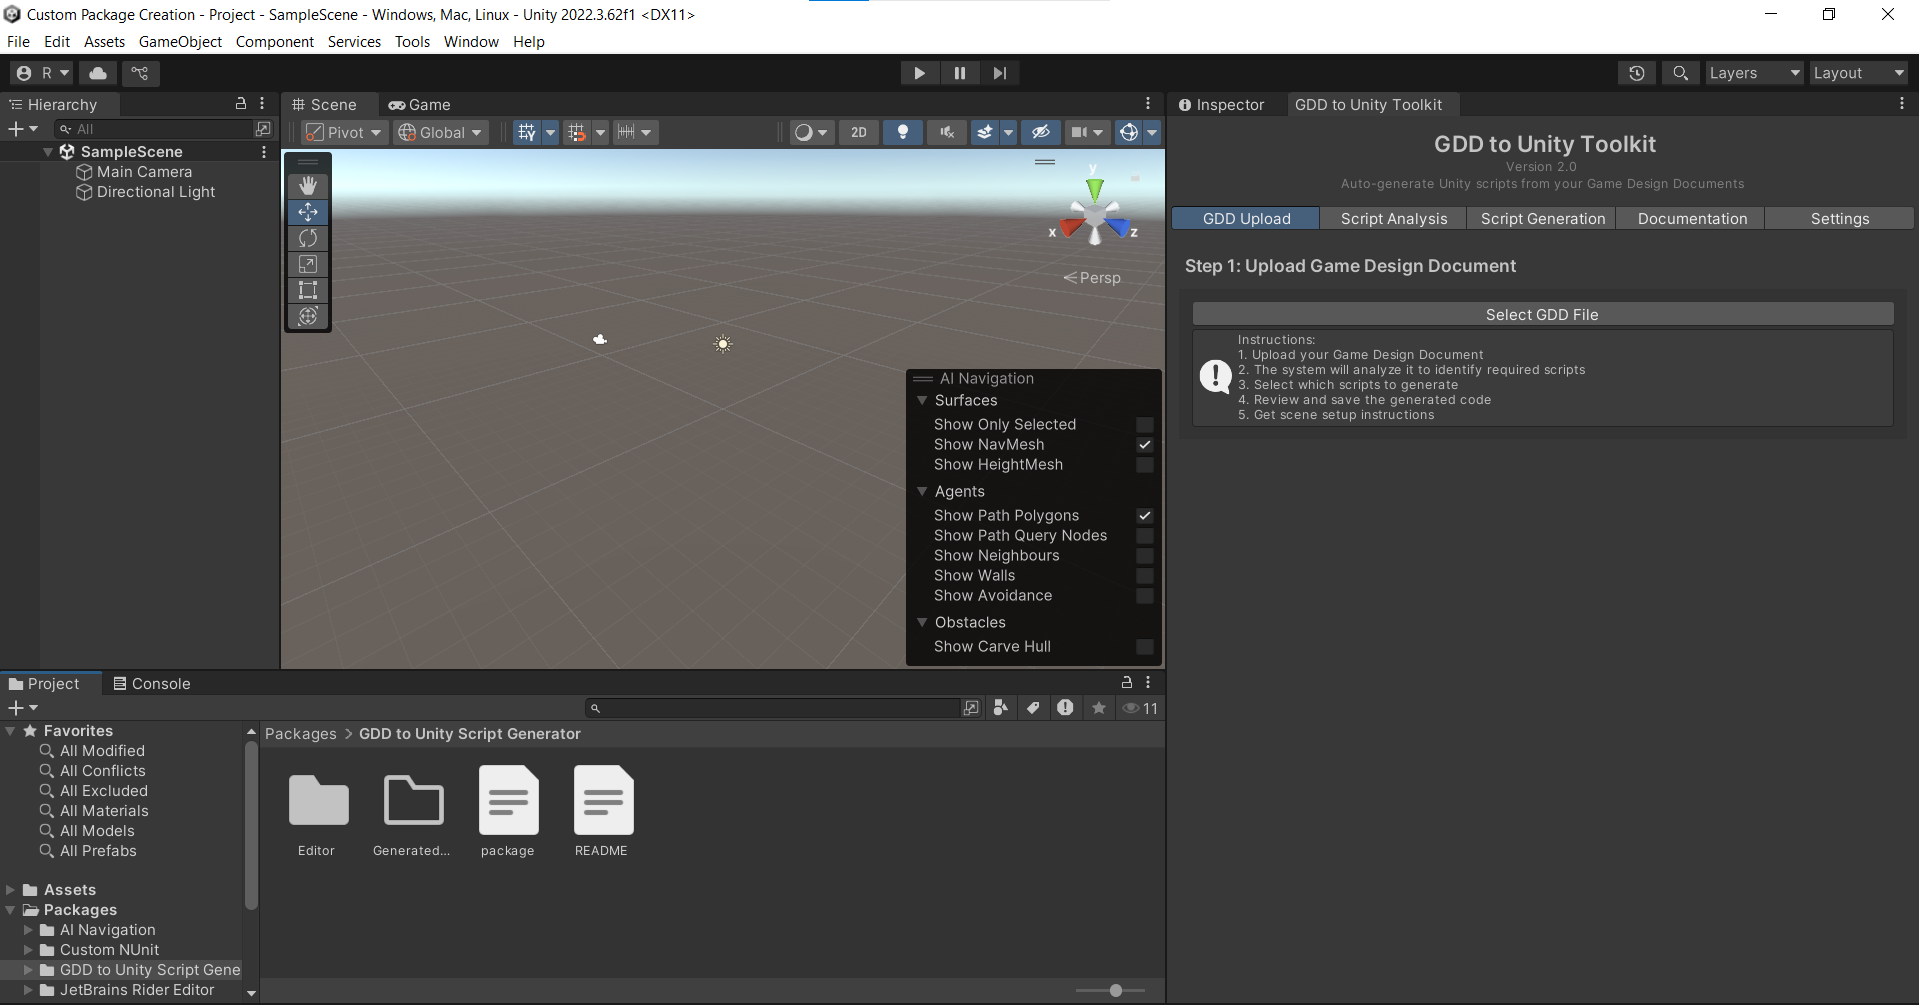 Custom Package Creation - Project - SampleScene - Windows, Mac, Linux - Unity 2022.3.62f1 <DX11>
File Edit Assets GameObject Component Services Tools Window Help
R
Layers Layout
Hierarchy
All
SampleScene
Main Camera
Directional Light
Scene Game
Pivot Global 2D
y
x z
Persp
AI Navigation
Surfaces
Show Only Selected
Show NavMesh
Show HeightMesh
Agents
Show Path Polygons
Show Path Query Nodes
Show Neighbours
Show Walls
Show Avoidance
Obstacles
Show Carve Hull
Inspector GDD to Unity Toolkit
GDD to Unity Toolkit
Version 2.0
Auto-generate Unity scripts from your Game Design Documents
GDD Upload Script Analysis Script Generation Documentation Settings
Step 1: Upload Game Design Document
Select GDD File
Instructions:
1. Upload your Game Design Document
2. The system will analyze it to identify required scripts
3. Select which scripts to generate
4. Review and save the generated code
5. Get scene setup instructions
Project Console
11
Favorites
All Modified
All Conflicts
All Excluded
All Materials
All Models
All Prefabs
Assets
Packages
AI Navigation
Custom NUnit
GDD to Unity Script Gene
JetBrains Rider Editor
Packages > GDD to Unity Script Generator
Editor Generated... package README